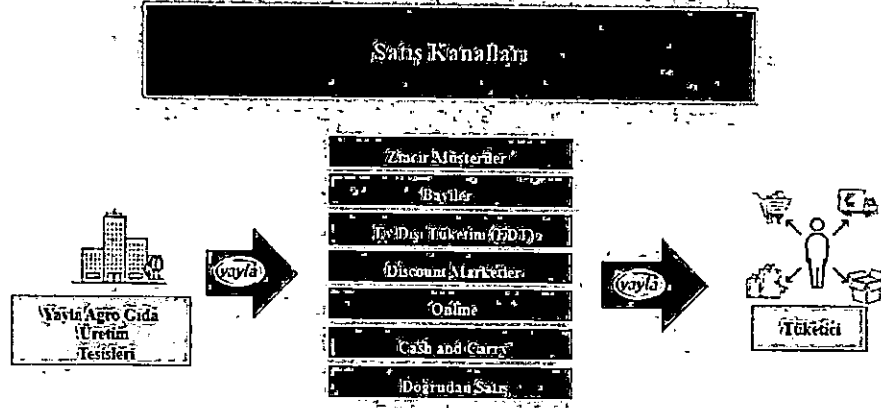 Satış Kanalları
Zincir Müşteriler
Bayiler
Ev Dışı Tüketim (EDT)
Discount Marketler
Online
Cash and Carry
Doğrudan Satış
yayla
yayla
Yayla Agro Gıda
Üretim
Tesisleri
Tüketici